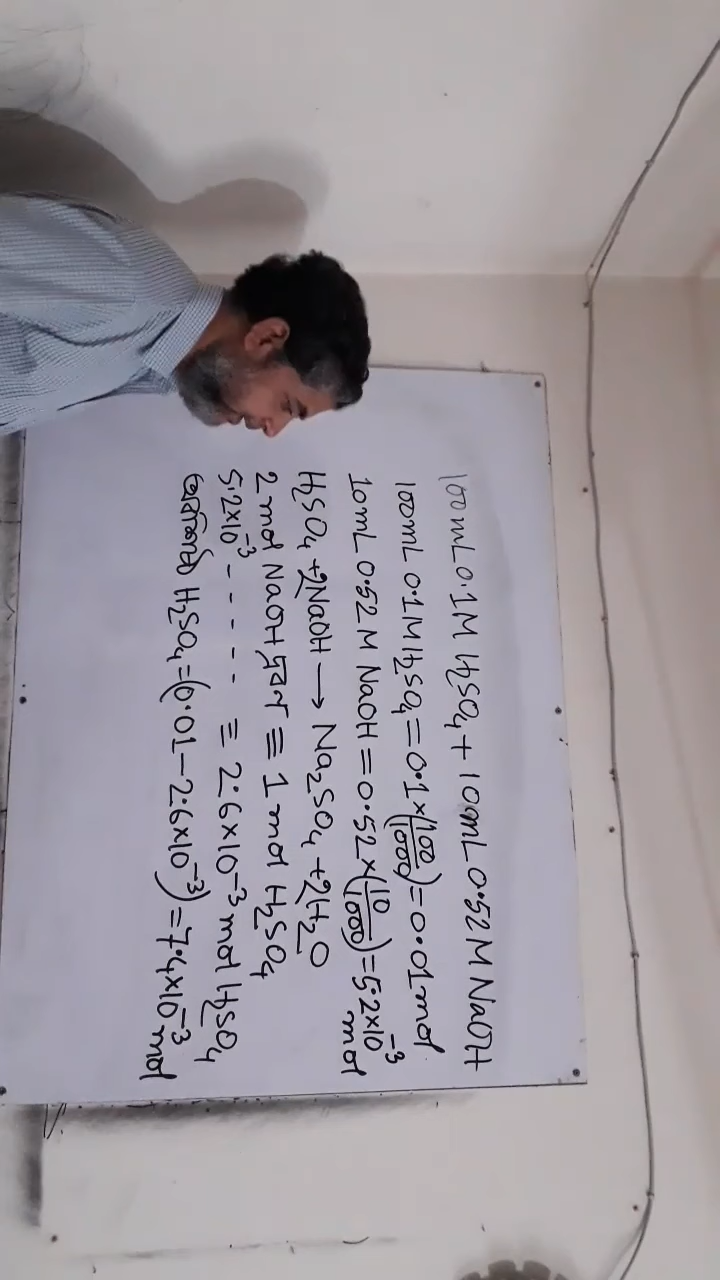 100mL 0.1M H₂SO₄ + 10mL 0.52M NaOH
100mL 0.1M H₂SO₄ = 0.1×(100/1000) = 0.01 mol
10mL 0.52M NaOH = 0.52×(10/1000) = 5.2×10⁻³ mol
H₂SO₄ + 2NaOH → Na₂SO₄ + 2H₂O
2 mol NaOH দ্রবণ ≡ 1 mol H₂SO₄
5.2×10⁻³ - - - - - ≡ 2.6×10⁻³ mol H₂SO₄
H₂SO₄ = (0.01 - 2.6×10⁻³) = 7.4×10⁻³ mol